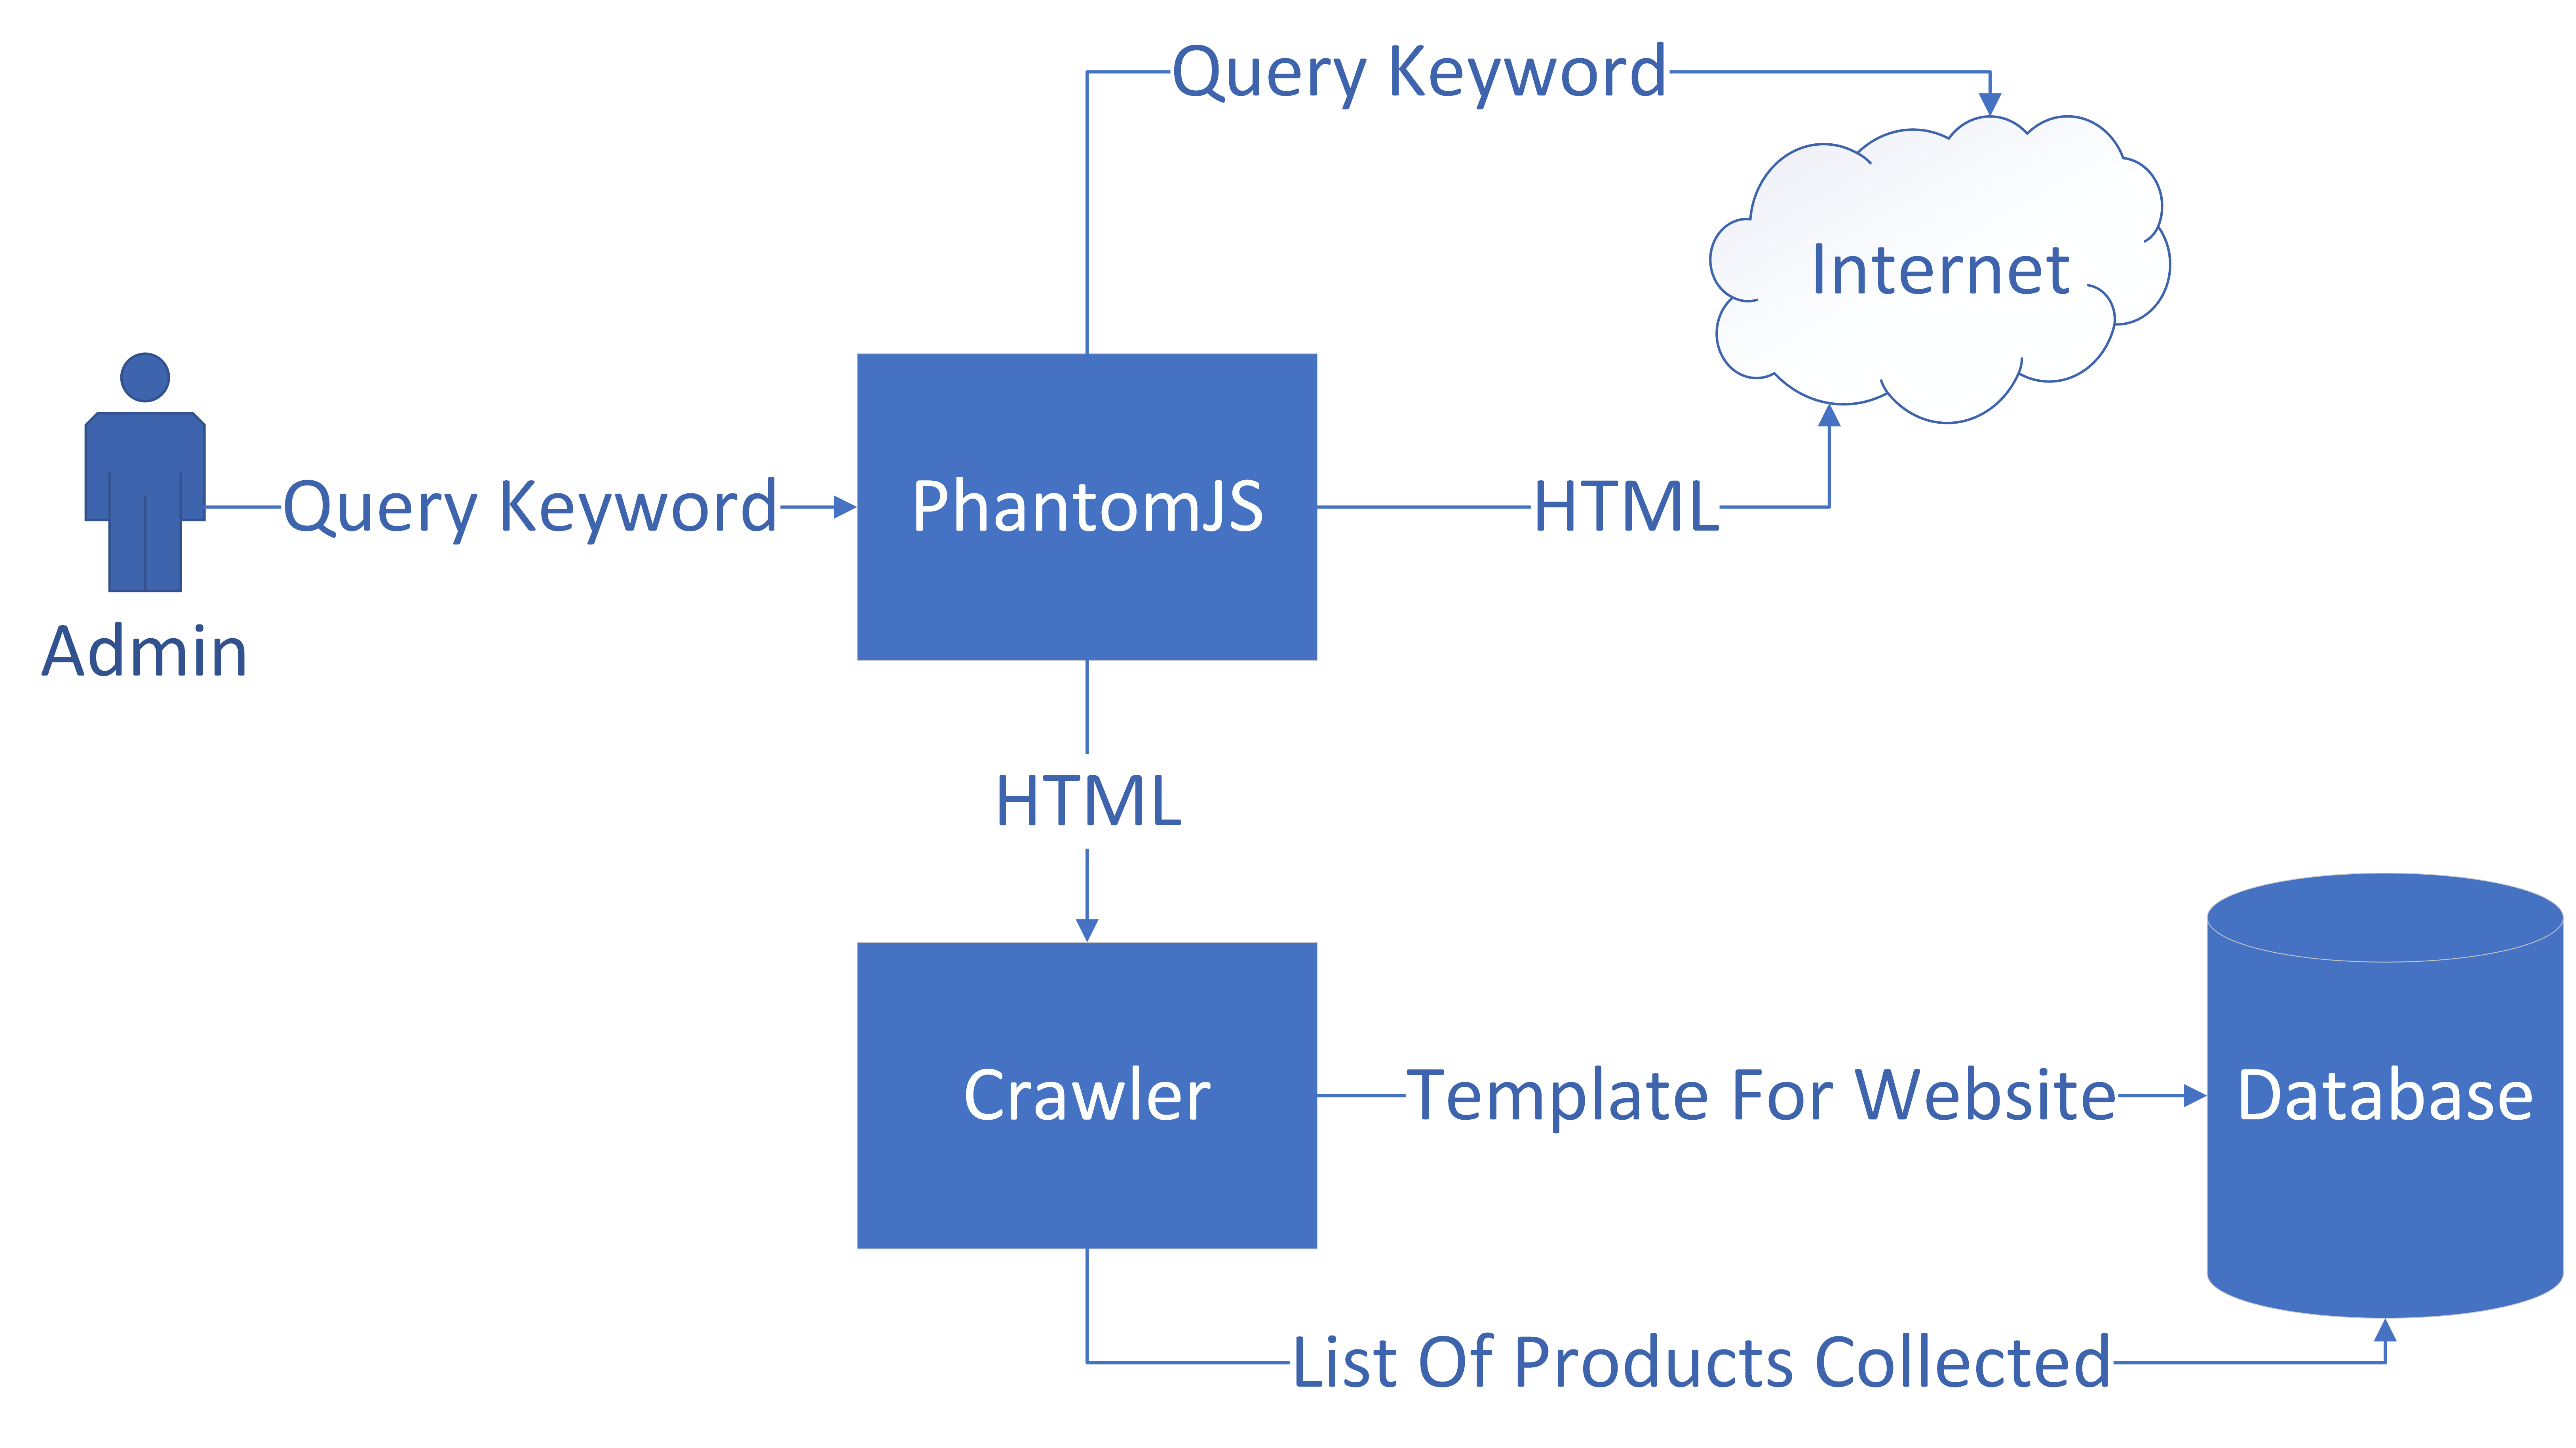 Query Keyword
Internet
Query Keyword
PhantomJS
HTML
Admin
HTML
Crawler
Template For Website
Database
List Of Products Collected